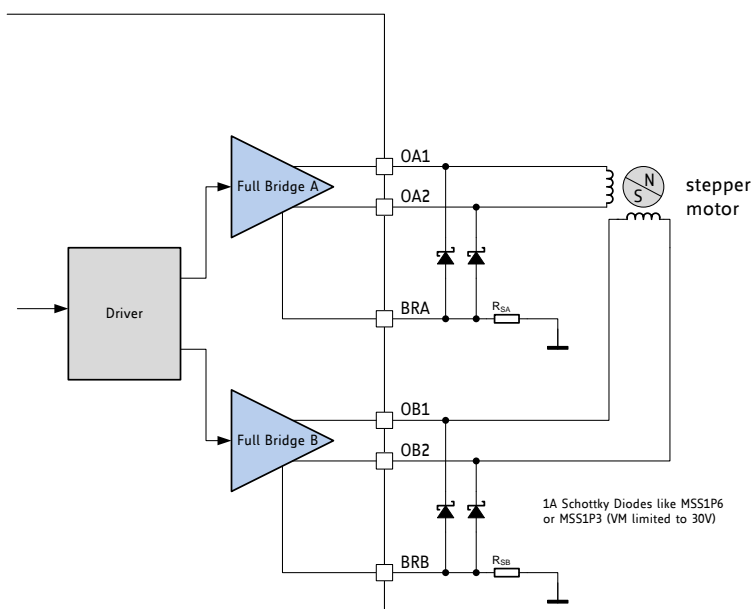 OA1
Full Bridge A
OA2
N
S
stepper
motor
Driver
BRA
RSA
OB1
Full Bridge B
OB2
1A Schottky Diodes like MSS1P6
or MSS1P3 (VM limited to 30V)
BRB
RSB